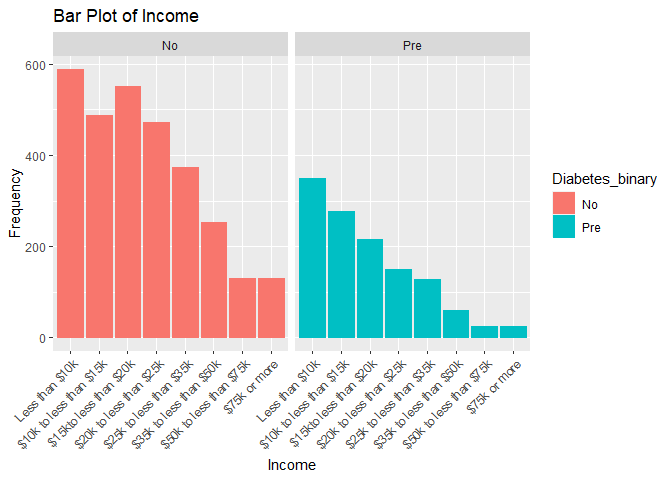 Bar Plot of Income
No
Pre
600
400
200
0
Frequency
Less than $10k
$10k to less than $15k
$15kto less than $20k
$20k to less than $25k
$25k to less than $35k
$35k to less than $50k
$50k to less than $75k
$75k or more
Less than $10k
$10k to less than $15k
$15kto less than $20k
$20k to less than $25k
$25k to less than $35k
$35k to less than $50k
$50k to less than $75k
$75k or more
Income
Diabetes_binary
No
Pre